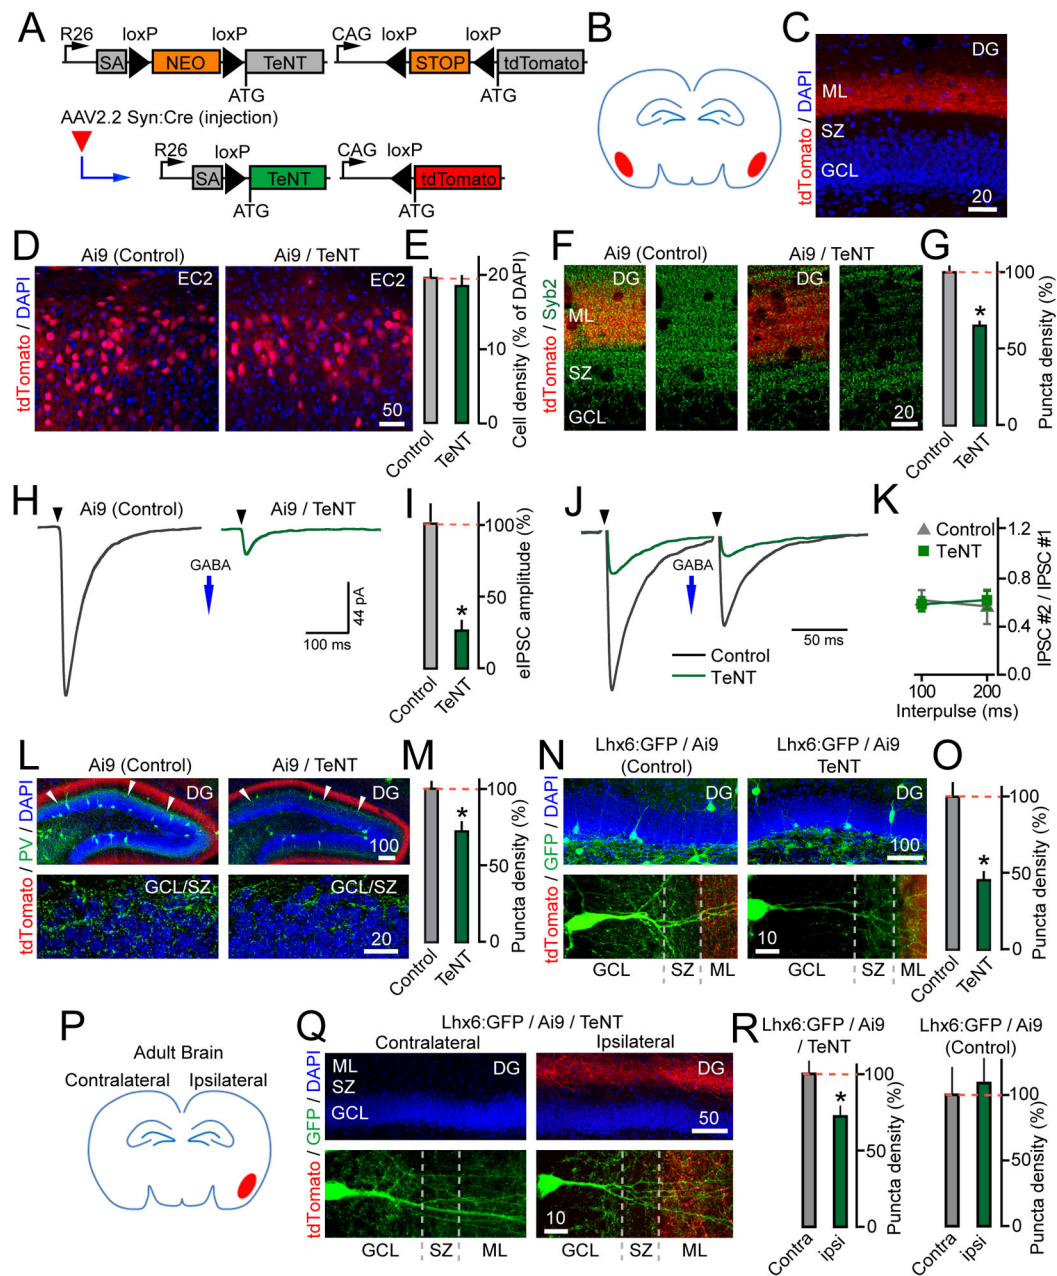 A
R26
loxP
loxP
SA
NEO
TeNT
ATG
CAG
loxP
loxP
STOP
tdTomato
ATG
AAV2.2 Syn:Cre (injection)
R26
loxP
SA
TeNT
ATG
CAG
loxP
tdTomato
ATG
B
C
tdTomato / DAPI
DG
ML
SZ
GCL
20
D
Ai9 (Control)
Ai9 / TeNT
tdTomato / DAPI
EC2
EC2
50
E
20
10
0
Cell density (% of DAPI)
Control
TeNT
F
Ai9 (Control)
Ai9 / TeNT
tdTomato / Syb2
DG
ML
SZ
GCL
DG
20
G
100
50
0
*
Puncta density (%)
Control
TeNT
H
Ai9 (Control)
Ai9 / TeNT
GABA
44 pA
100 ms
I
100
50
0
*
eIPSC amplitude (%)
Control
TeNT
J
GABA
50 ms
Control
TeNT
K
Control
TeNT
1.2
0.8
0.4
0.0
IPSC #2 / IPSC #1
100
200
Interpulse (ms)
L
Ai9 (Control)
Ai9 / TeNT
tdTomato / PV / DAPI
DG
DG
100
GCL/SZ
GCL/SZ
20
M
100
50
0
*
Puncta density (%)
Control
TeNT
N
Lhx6:GFP / Ai9
(Control)
Lhx6:GFP / Ai9
TeNT
tdTomato / GFP / DAPI
DG
DG
100
10
GCL
SZ
ML
GCL
SZ
ML
O
100
50
0
*
Puncta density (%)
Control
TeNT
P
Adult Brain
Contralateral
Ipsilateral
Q
Lhx6:GFP / Ai9 / TeNT
Contralateral
Ipsilateral
tdTomato / GFP / DAPI
ML
SZ
GCL
DG
DG
50
10
GCL
SZ
ML
GCL
SZ
ML
R
Lhx6:GFP / Ai9
/ TeNT
100
50
0
*
Puncta density (%)
Contra
ipsi
Lhx6:GFP / Ai9
(Control)
100
50
0
Puncta density (%)
Contra
ipsi